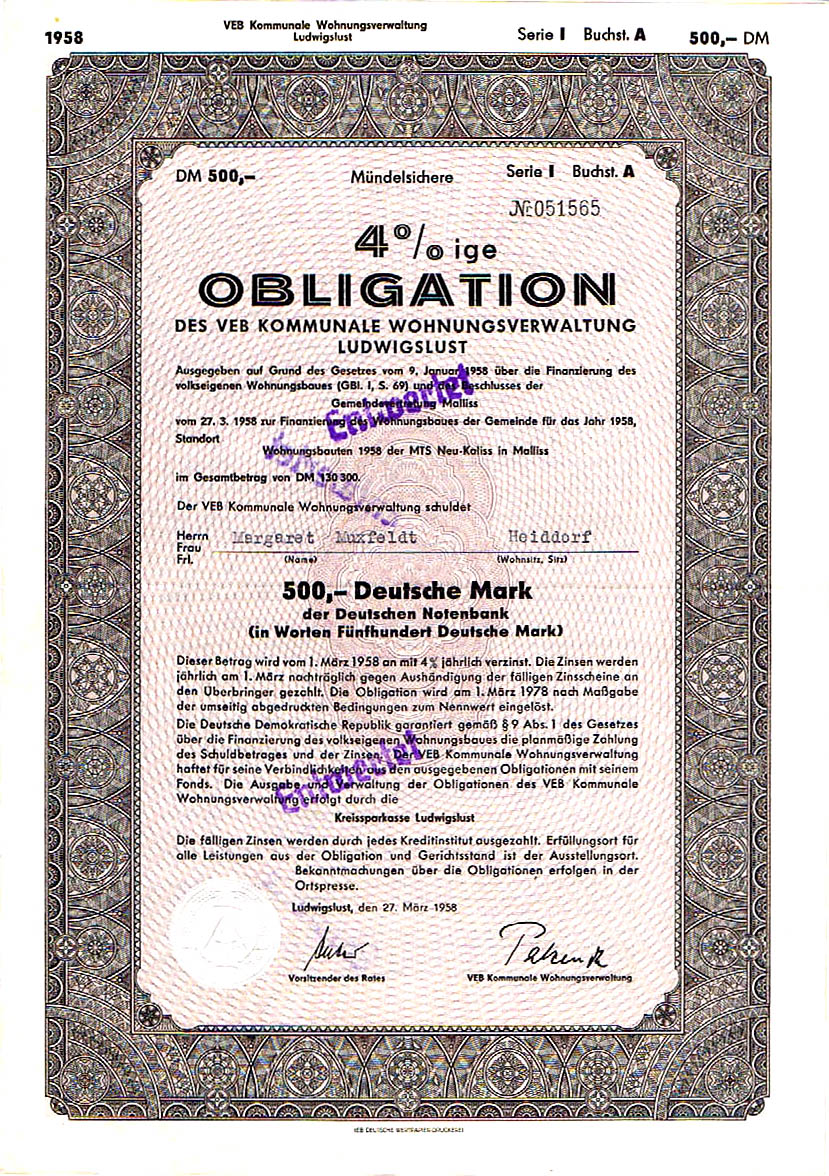 1958
VEB Kommunale Wohnungsverwaltung
Ludwigslust
Serie I Buchst. A
500,– DM
DM 500,–
Mündelsichere
Serie I Buchst. A
№051565
4%ige
OBLIGATION
DES VEB KOMMUNALE WOHNUNGSVERWALTUNG
LUDWIGSLUST
Ausgegeben auf Grund des Gesetzes vom 9. Januar 1958 über die Finanzierung des
volkseigenen Wohnungsbaues (GBl. I, S. 69) und des Beschlusses der
Gemeindevertretung Malliss
vom 27. 3. 1958 zur Finanzierung des Wohnungsbaues der Gemeinde für das Jahr 1958,
Standort
Wohnungsbauten 1958 der MTS Neu-Kaliss in Malliss
im Gesamtbetrag von DM 130 300.
Der VEB Kommunale Wohnungsverwaltung schuldet
Herrn
Frau
Frl.
Margaret Muxfeldt Heiddorf
(Name) (Wohnsitz, Sitz)
500,– Deutsche Mark
der Deutschen Notenbank
(in Worten Fünfhundert Deutsche Mark)
Dieser Betrag wird vom 1. März 1958 an mit 4% jährlich verzinst. Die Zinsen werden
jährlich am 1. März nachträglich gegen Aushändigung der fälligen Zinsscheine an
den Überbringer gezahlt. Die Obligation wird am 1. März 1978 nach Maßgabe
der umseitig abgedruckten Bedingungen zum Nennwert eingelöst.
Die Deutsche Demokratische Republik garantiert gemäß § 9 Abs. 1 des Gesetzes
über die Finanzierung des volkseigenen Wohnungsbaues die planmäßige Zahlung
des Schuldbetrages und der Zinsen. Der VEB Kommunale Wohnungsverwaltung
haftet für seine Verbindlichkeiten aus den ausgegebenen Obligationen mit seinem
Fonds. Die Ausgabe und Verwaltung der Obligationen des VEB Kommunale
Wohnungsverwaltung erfolgt durch die
Kreissparkasse Ludwigslust
Die fälligen Zinsen werden durch jedes Kreditinstitut ausgezahlt. Erfüllungsort für
alle Leistungen aus der Obligation und Gerichtsstand ist der Ausstellungsort.
Bekanntmachungen über die Obligationen erfolgen in der
Ortspresse.
Ludwigslust, den 27. März 1958
Vorsitzender des Rates
VEB Kommunale Wohnungsverwaltung
Entwertet
Entwertet
VEB DEUTSCHE WERTPAPIER-DRUCKEREI